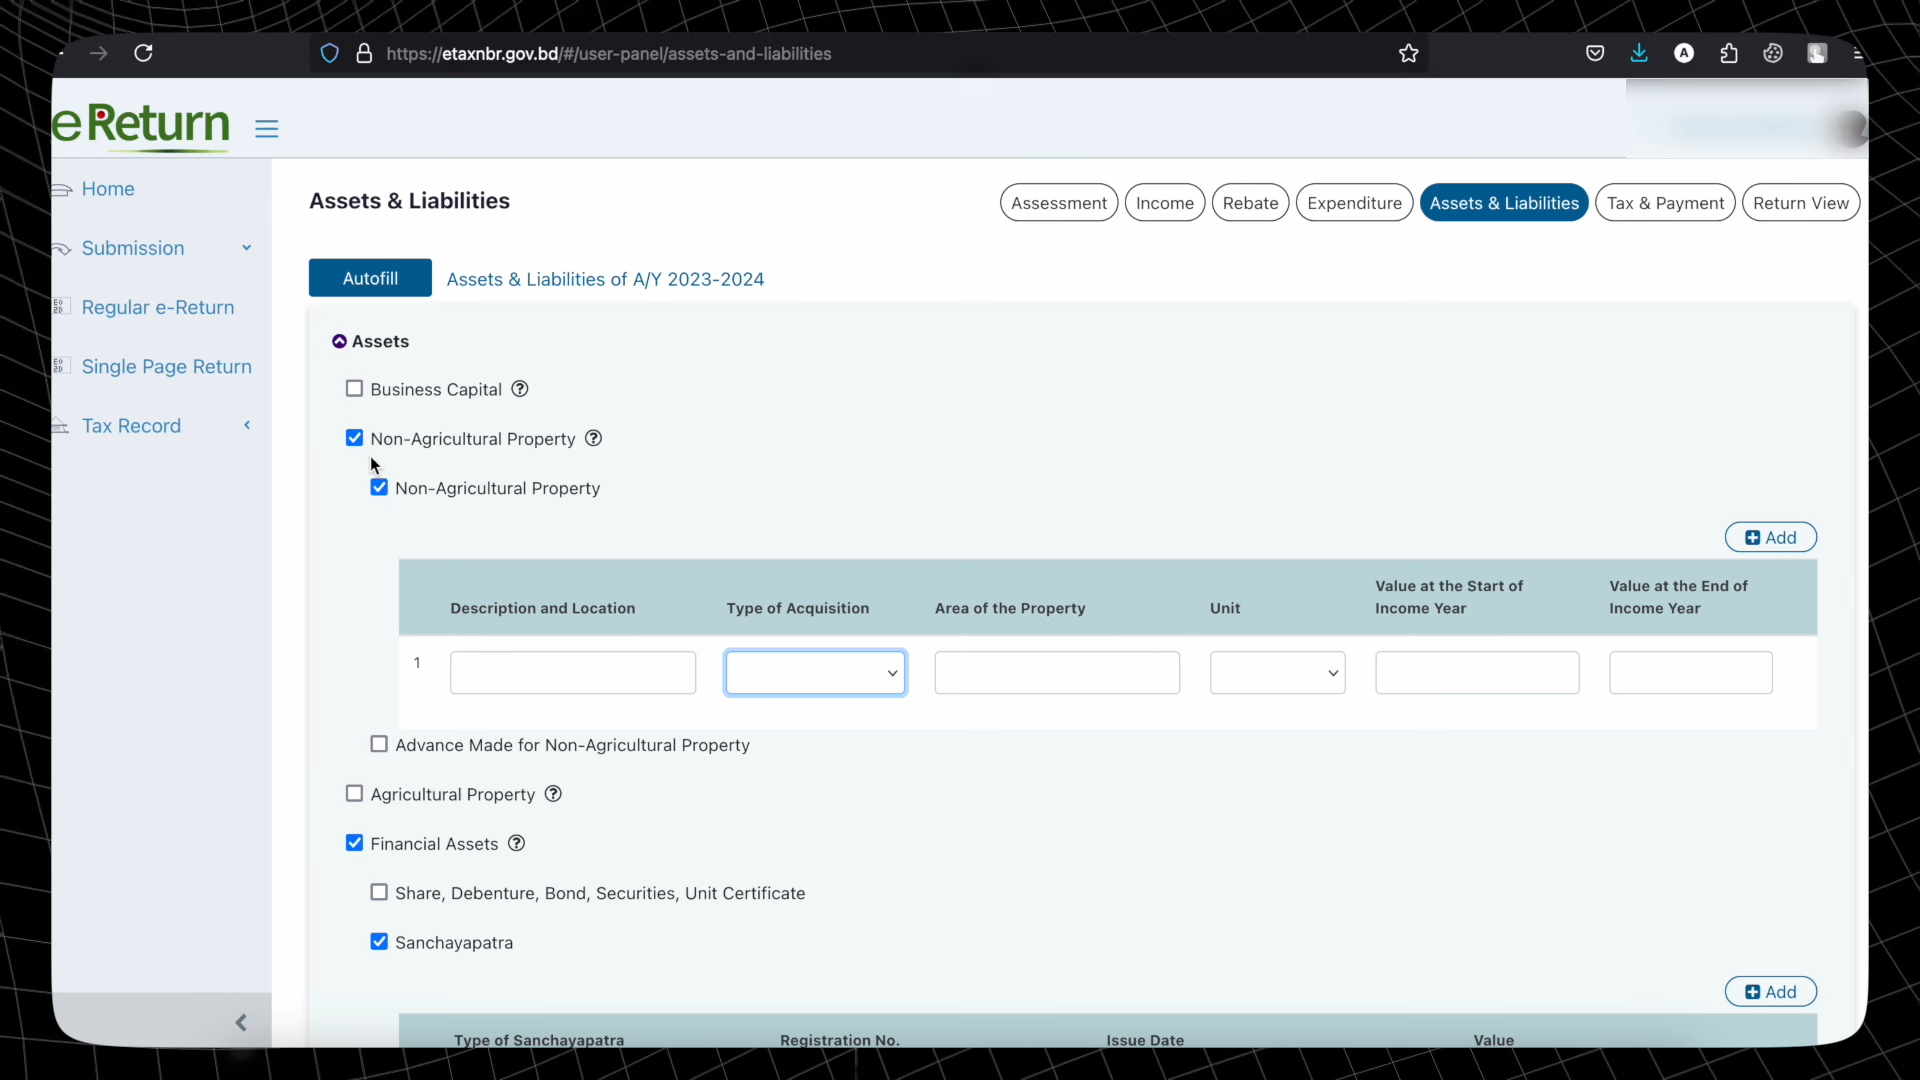 https://etaxnbr.gov.bd/#/user-panel/assets-and-liabilities
A
e Return
Home
Submission
Regular e-Return
Single Page Return
Tax Record
Assets & Liabilities
Assessment
Income
Rebate
Expenditure
Assets & Liabilities
Tax & Payment
Return View
Autofill
Assets & Liabilities of A/Y 2023-2024
Assets
Business Capital ?
Non-Agricultural Property ?
Non-Agricultural Property
Add
Description and Location
Type of Acquisition
Area of the Property
Unit
Value at the Start of
Income Year
Value at the End of
Income Year
1
Advance Made for Non-Agricultural Property
Agricultural Property ?
Financial Assets ?
Share, Debenture, Bond, Securities, Unit Certificate
Sanchayapatra
Add
Type of Sanchayapatra
Registration No.
Issue Date
Value